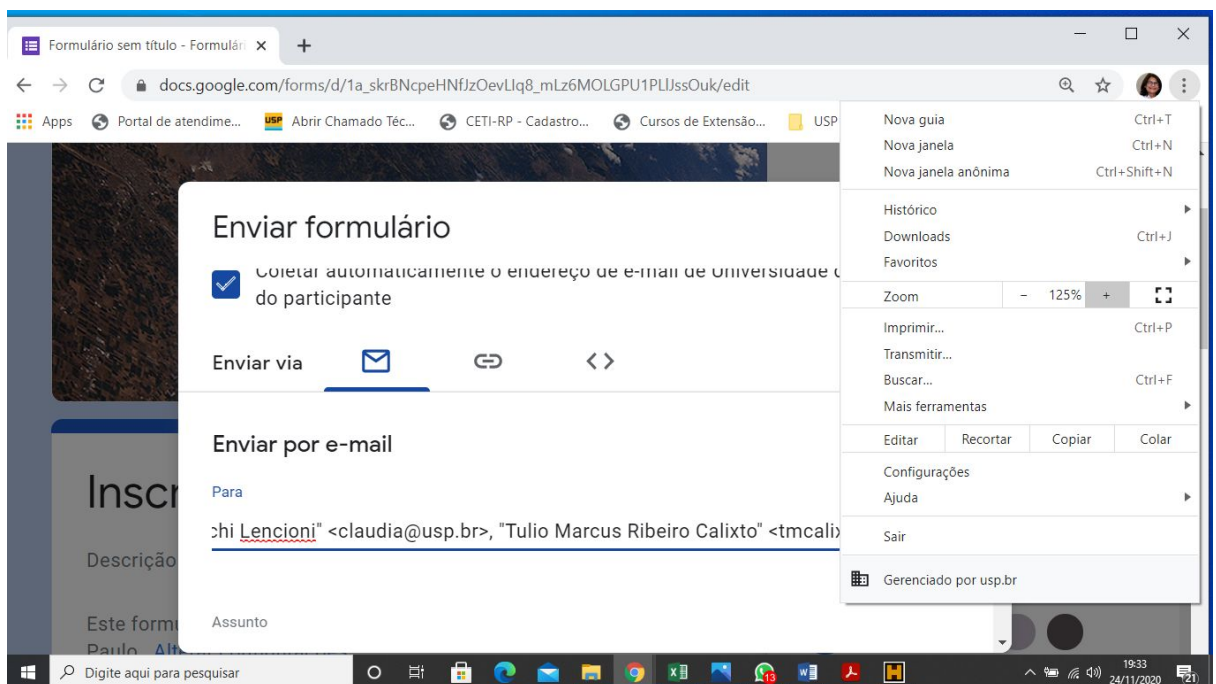 Formulário sem título - Formulári
docs.google.com/forms/d/1a_skrBNcpeHNfJzOevLIq8_mLz6MOLGPU1PLlJssOuk/edit
Apps Portal de atendime... USP Abrir Chamado Téc... CETI-RP - Cadastro... Cursos de Extensão... USP
Nova guia Ctrl+T
Nova janela Ctrl+N
Nova janela anônima Ctrl+Shift+N
Histórico
Downloads Ctrl+J
Favoritos
Zoom - 125% +
Imprimir... Ctrl+P
Transmitir...
Buscar... Ctrl+F
Mais ferramentas
Editar Recortar Copiar Colar
Configurações
Ajuda
Sair
Gerenciado por usp.br
Enviar formulário
Coletar automaticamente o endereço de e-mail de Universidade
do participante
Enviar via
Enviar por e-mail
Para
chi Lencioni" <claudia@usp.br>, "Tulio Marcus Ribeiro Calixto" <tmcalix
Assunto
Inscr
Descrição
Este formu
Paulo. Alt
Digite aqui para pesquisar
13
19:33
24/11/2020
21